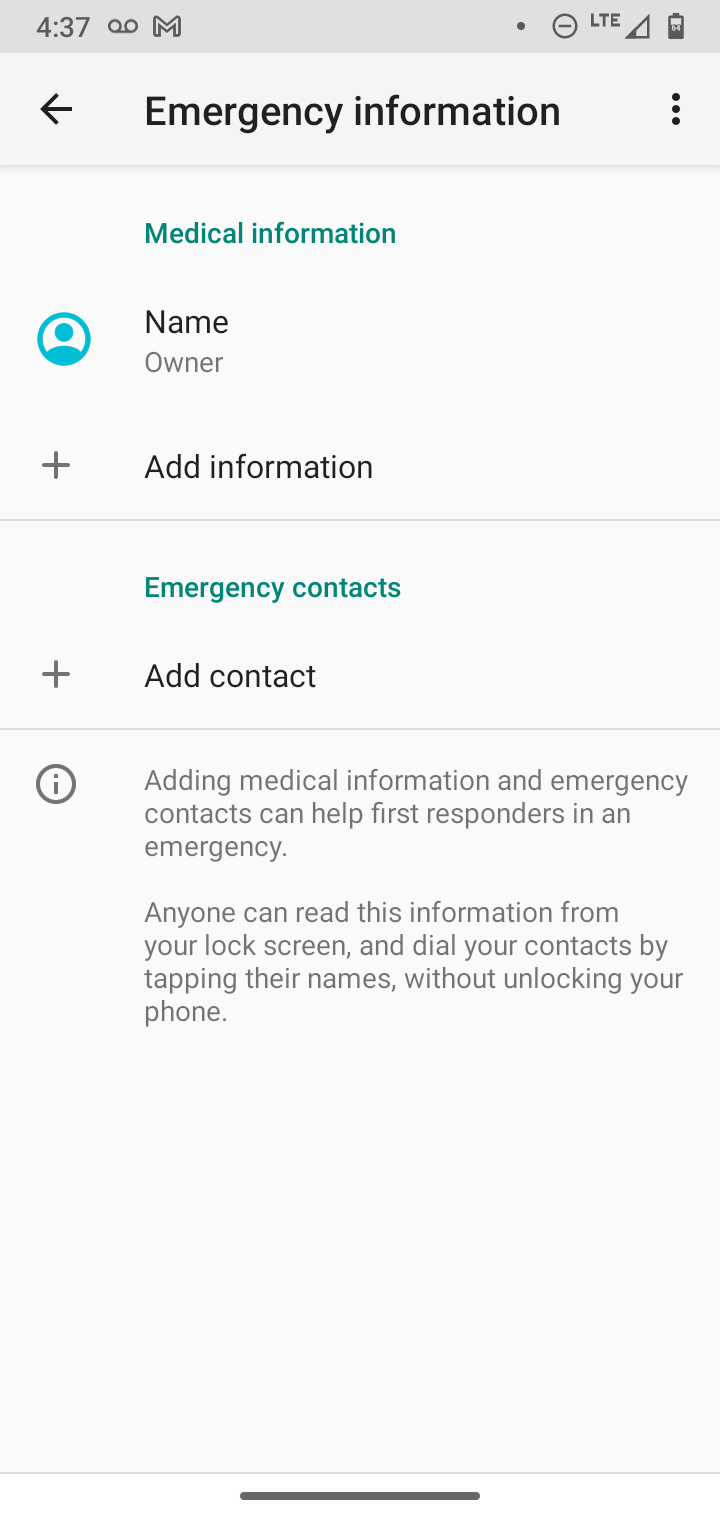 4:37
LTE
Emergency information
Medical information
Name
Owner
Add information
Emergency contacts
Add contact
Adding medical information and emergency
contacts can help first responders in an
emergency.
Anyone can read this information from
your lock screen, and dial your contacts by
tapping their names, without unlocking your
phone.